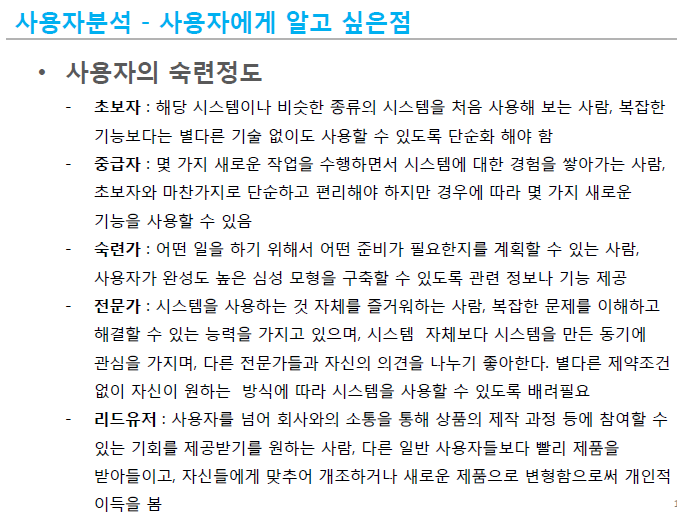 사용자분석 - 사용자에게 알고 싶은점
• 사용자의 숙련정도
- 초보자 : 해당 시스템이나 비슷한 종류의 시스템을 처음 사용해 보는 사람, 복잡한
기능보다는 별다른 기술 없이도 사용할 수 있도록 단순화 해야 함
- 중급자 : 몇 가지 새로운 작업을 수행하면서 시스템에 대한 경험을 쌓아가는 사람,
초보자와 마찬가지로 단순하고 편리해야 하지만 경우에 따라 몇 가지 새로운
기능을 사용할 수 있음
- 숙련가 : 어떤 일을 하기 위해서 어떤 준비가 필요한지를 계획할 수 있는 사람,
사용자가 완성도 높은 심성 모형을 구축할 수 있도록 관련 정보나 기능 제공
- 전문가 : 시스템을 사용하는 것 자체를 즐거워하는 사람, 복잡한 문제를 이해하고
해결할 수 있는 능력을 가지고 있으며, 시스템 자체보다 시스템을 만든 동기에
관심을 가지며, 다른 전문가들과 자신의 의견을 나누기 좋아한다. 별다른 제약조건
없이 자신이 원하는 방식에 따라 시스템을 사용할 수 있도록 배려필요
- 리드유저 : 사용자를 넘어 회사와의 소통을 통해 상품의 제작 과정 등에 참여할 수
있는 기회를 제공받기를 원하는 사람, 다른 일반 사용자들보다 빨리 제품을
받아들이고, 자신들에게 맞추어 개조하거나 새로운 제품으로 변형함으로써 개인적
이득을 봄